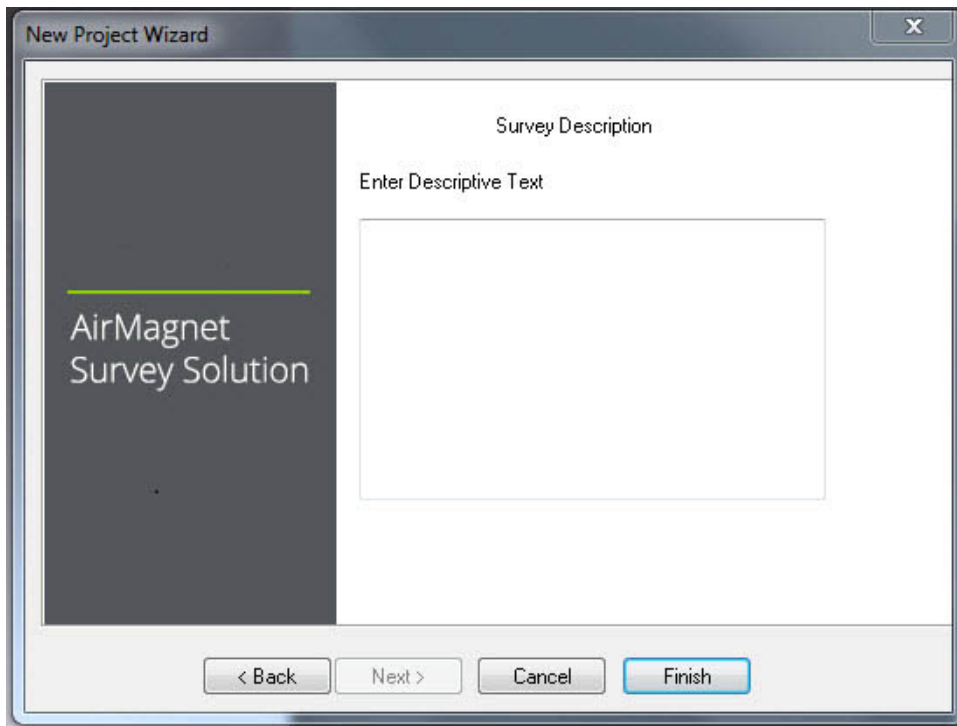 New Project Wizard
x
Survey Description
Enter Descriptive Text
AirMagnet
Survey Solution
< Back
Next >
Cancel
Finish